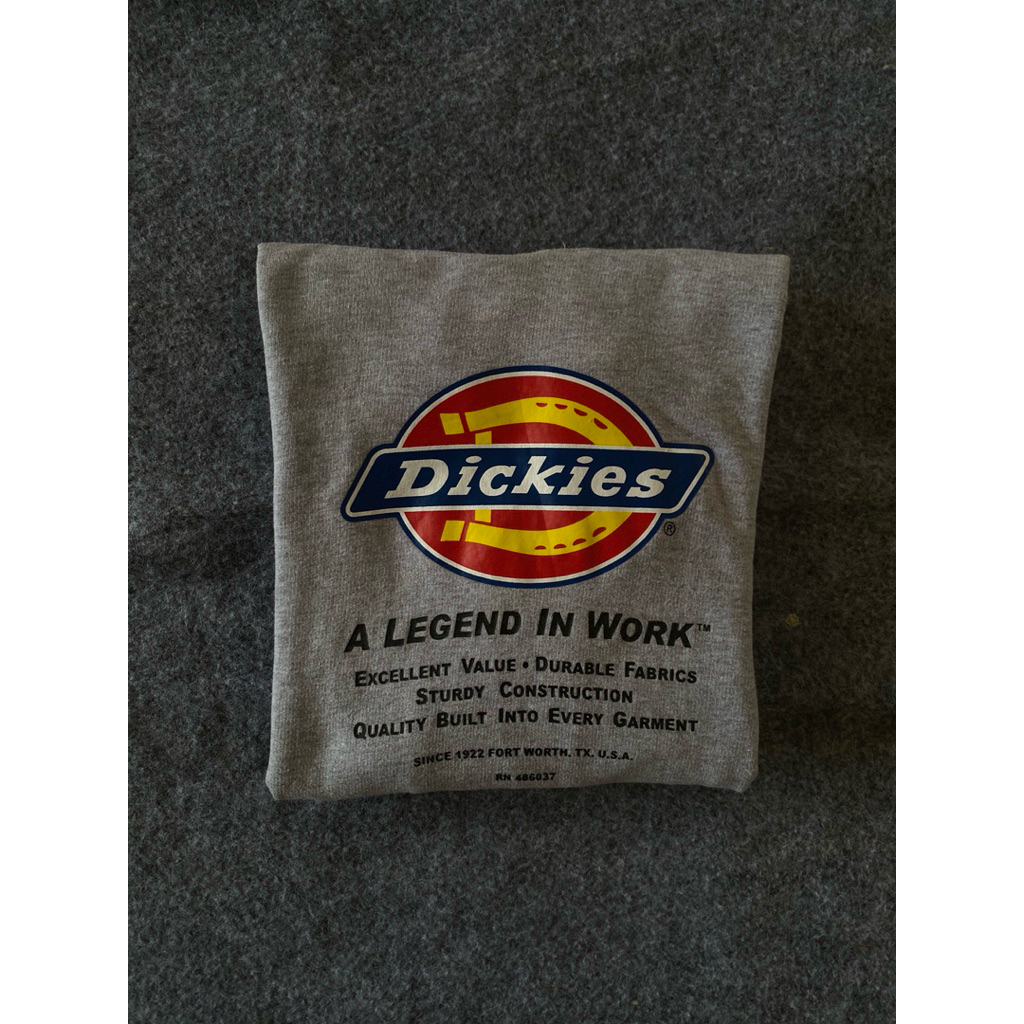 Dickies
®
A LEGEND IN WORK™
EXCELLENT VALUE • DURABLE FABRICS
STURDY CONSTRUCTION
QUALITY BUILT INTO EVERY GARMENT
SINCE 1922 FORT WORTH, TX. U.S.A.
RN 486037